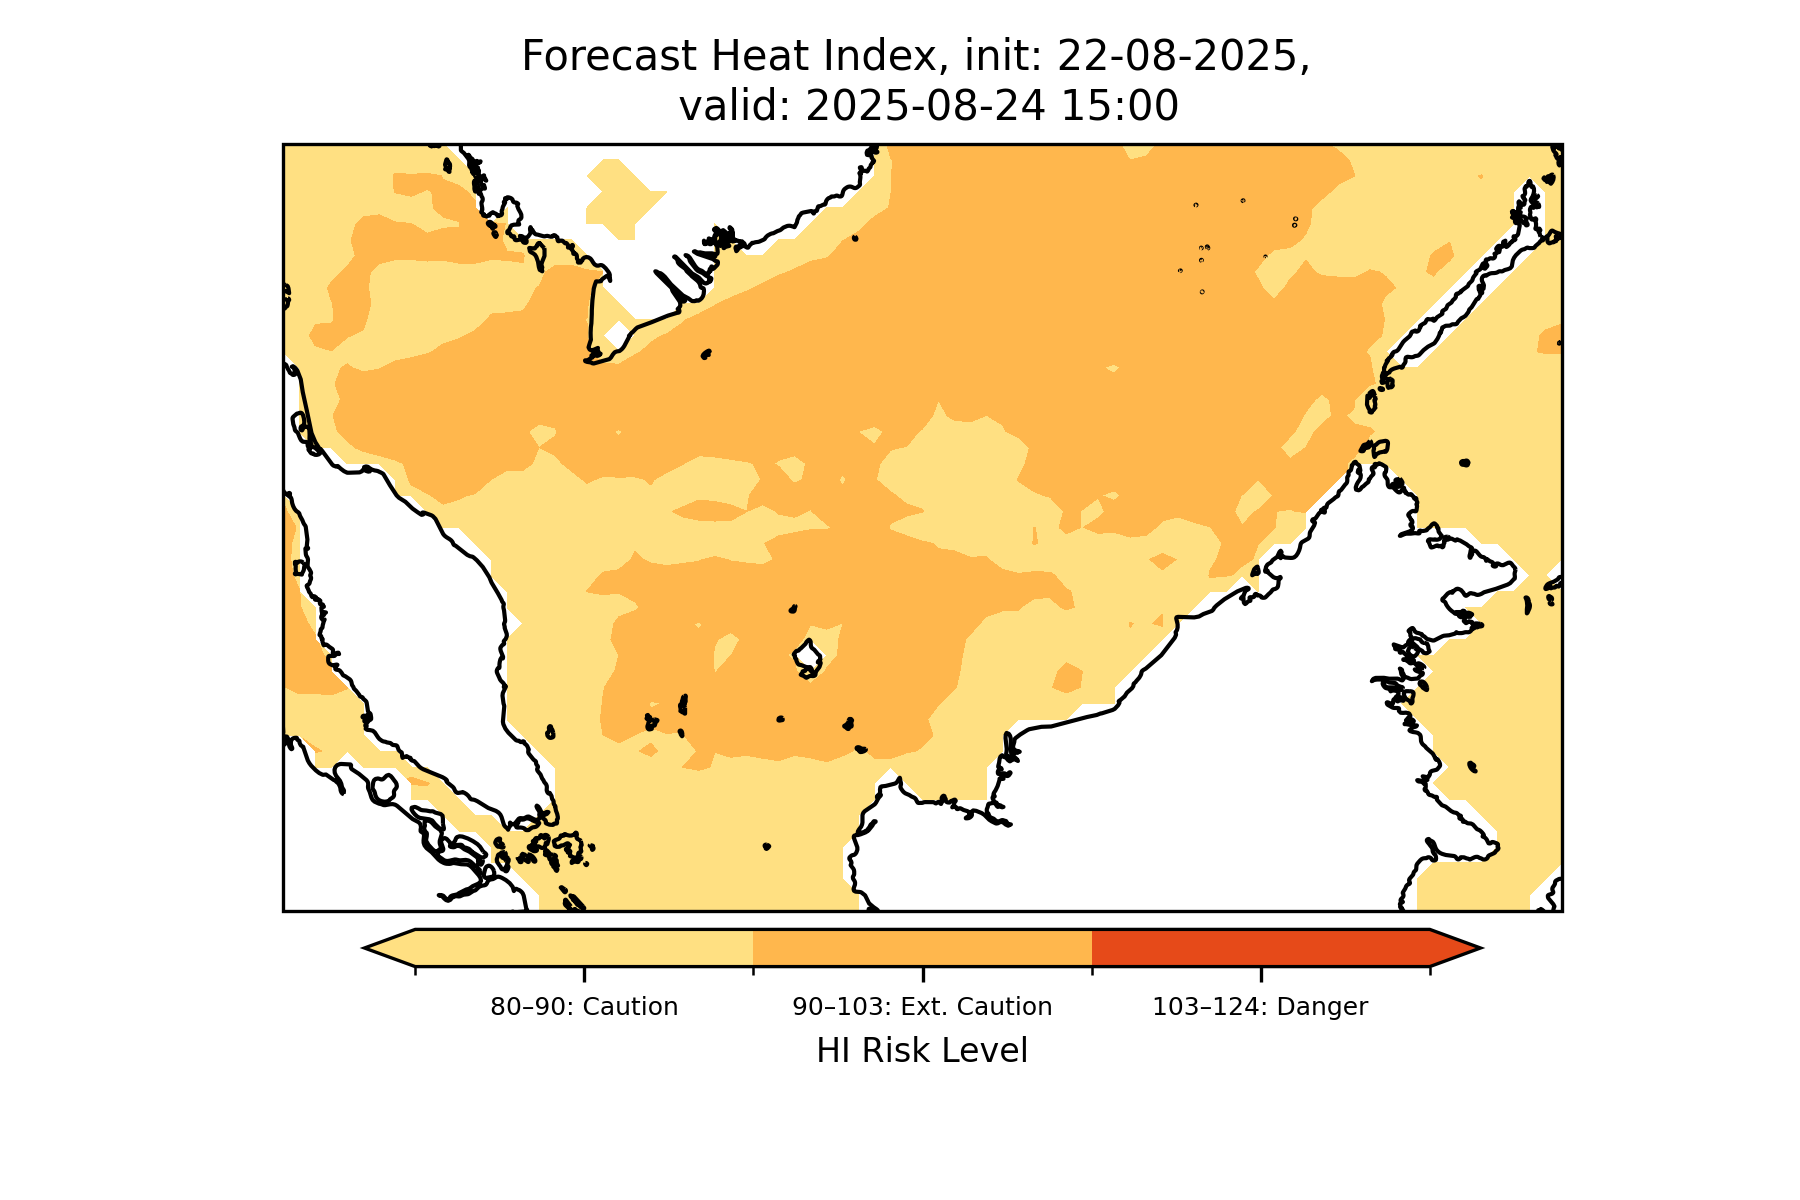 Forecast Heat Index, init: 22-08-2025,
valid: 2025-08-24 15:00
80–90: Caution
90–103: Ext. Caution
103–124: Danger
HI Risk Level